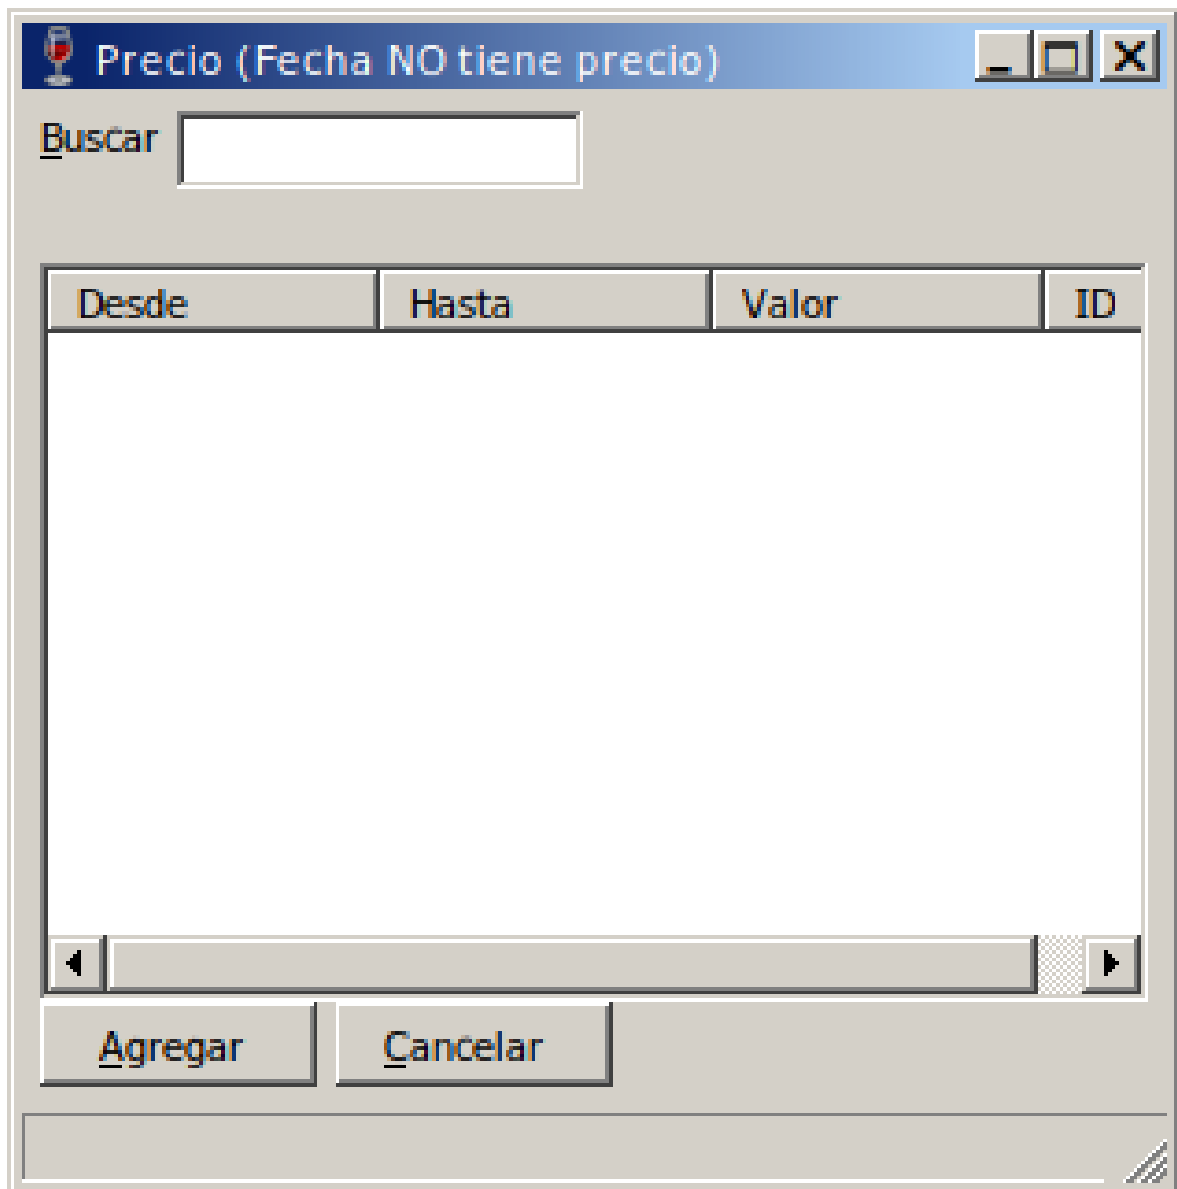 Precio (Fecha NO tiene precio)
Buscar
Desde Hasta Valor ID
Agregar Cancelar